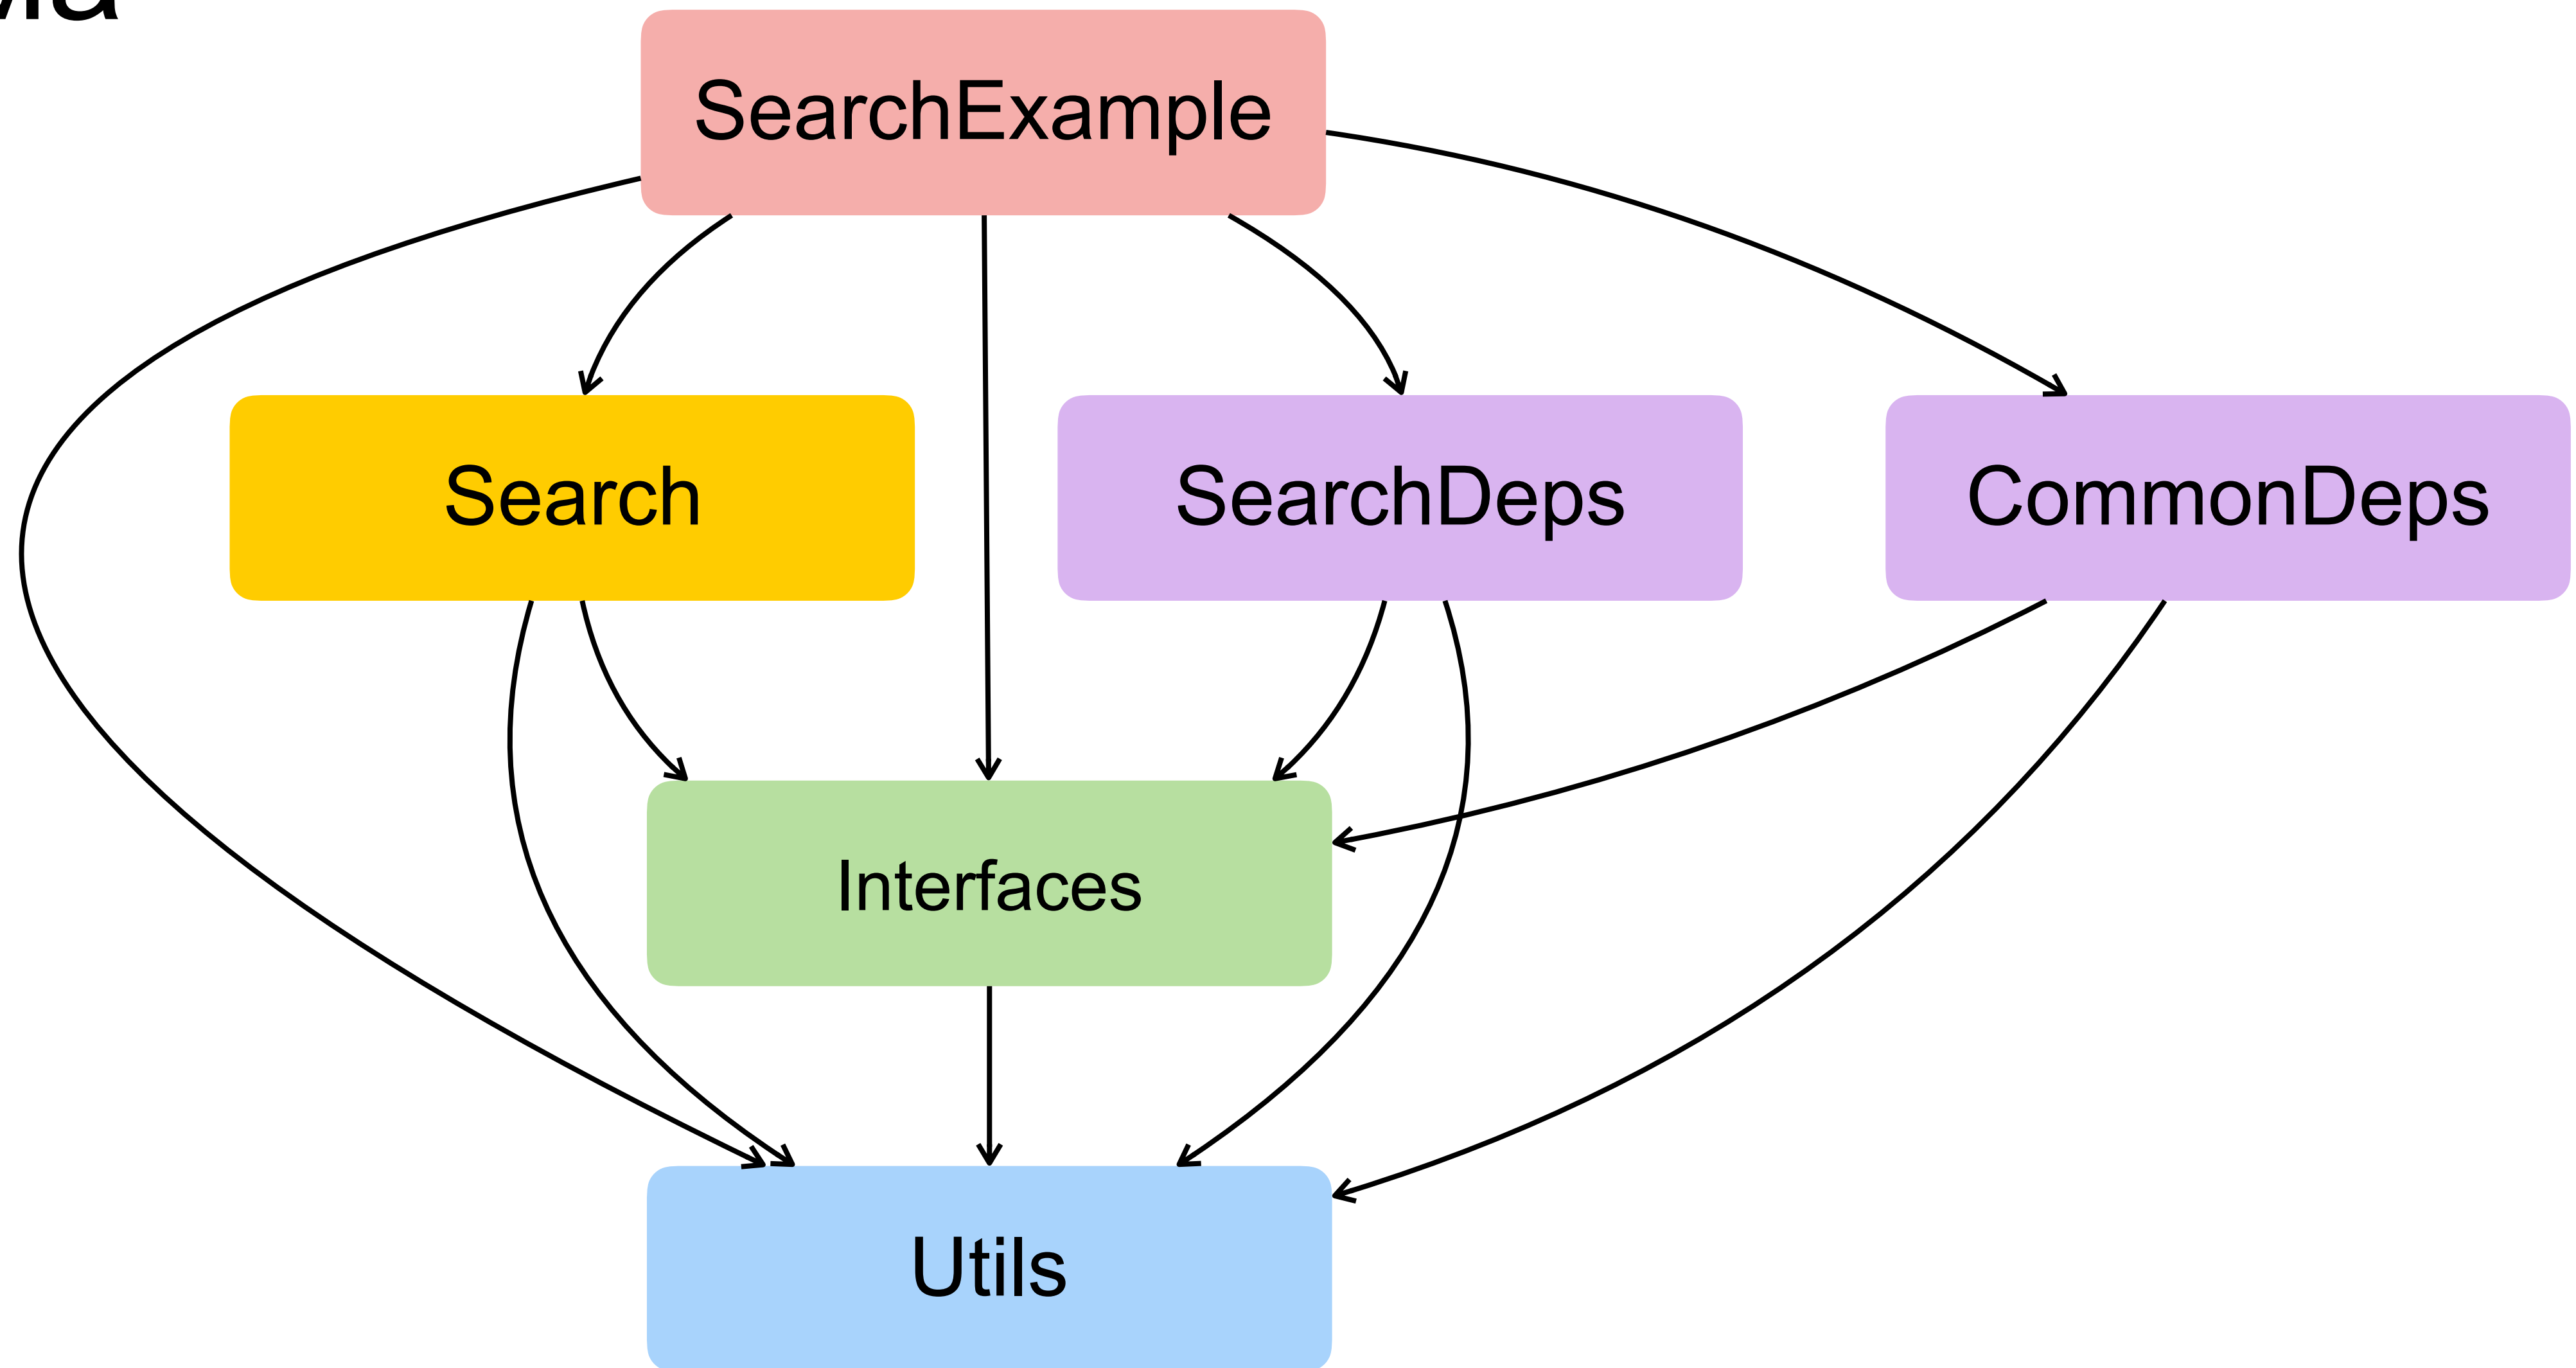 SearchExample
Search
SearchDeps
CommonDeps
Interfaces
Utils